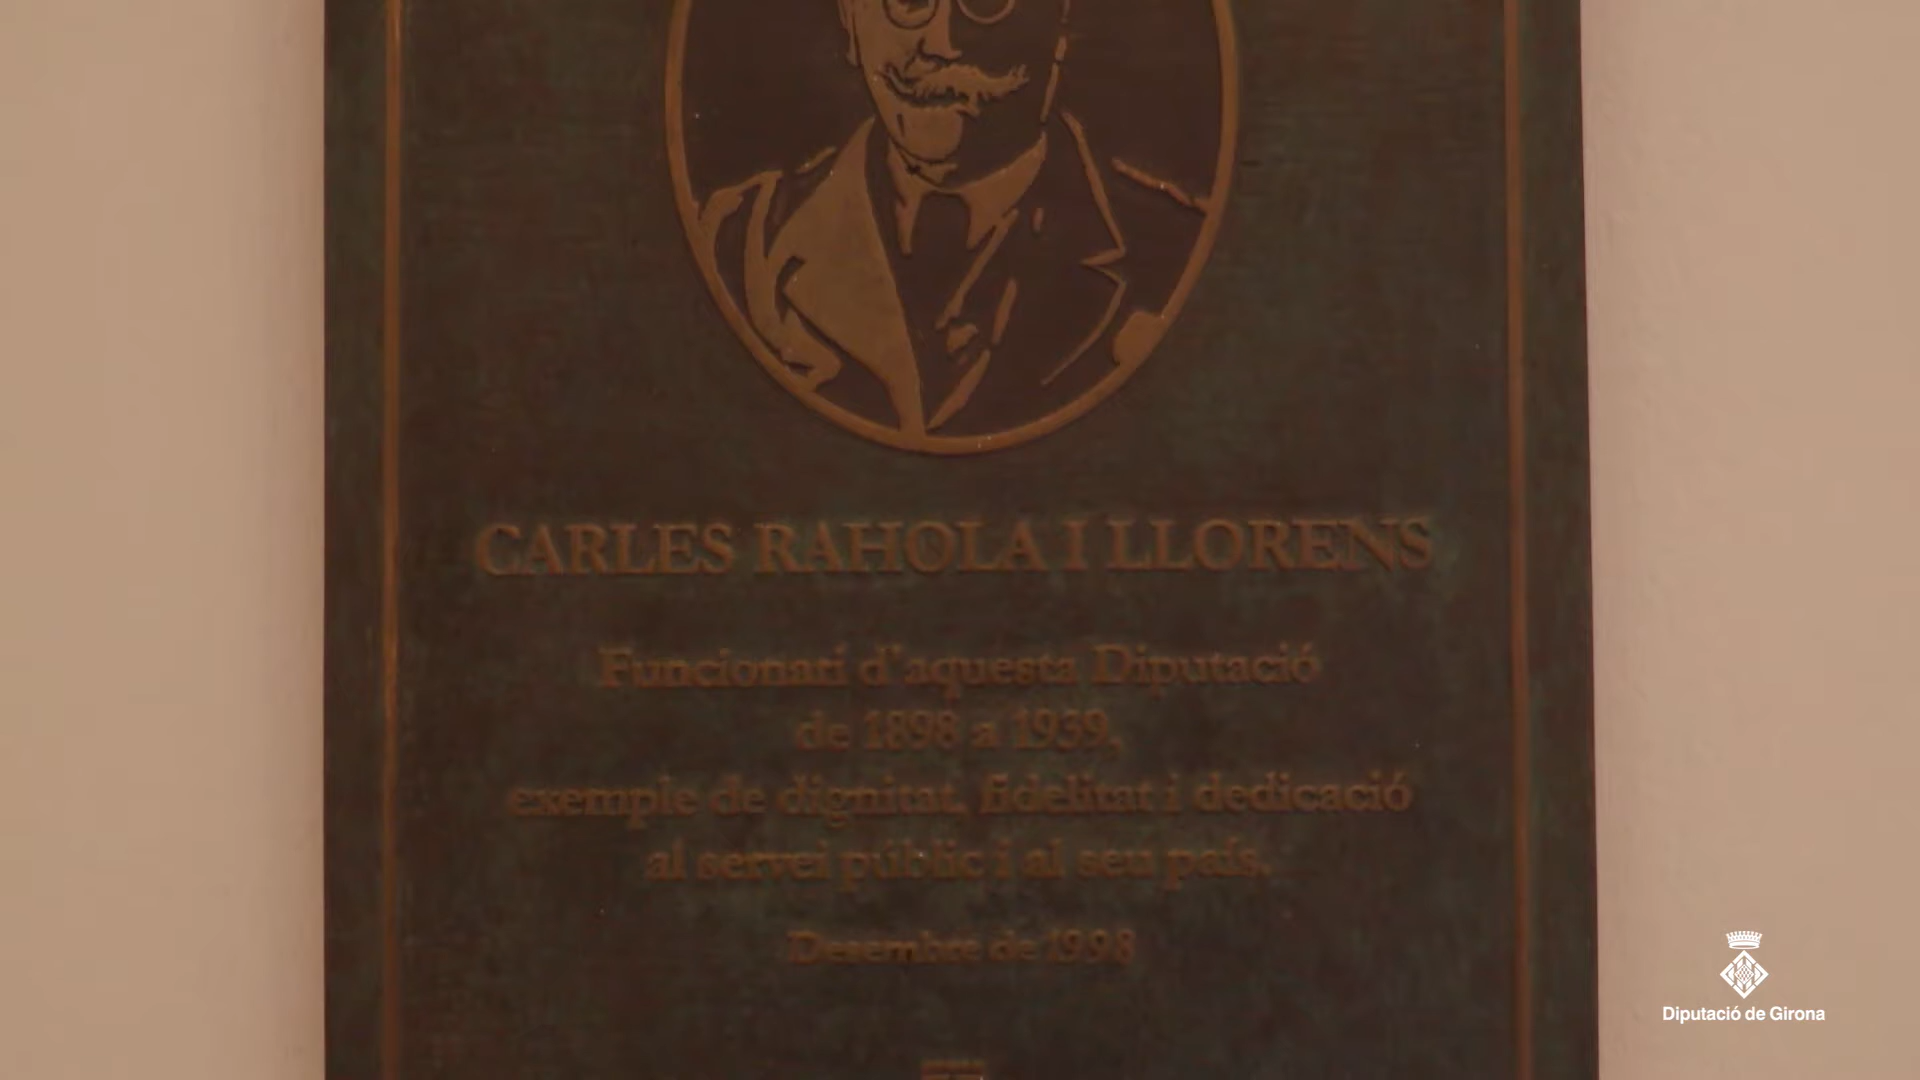 CARLES RAHOLA I LLORENS
Funcionari d'aquesta Diputació
de 1898 a 1939,
exemple de dignitat, fidelitat i dedicació
al servei públic i al seu país.
Desembre de 1998
Diputació de Girona